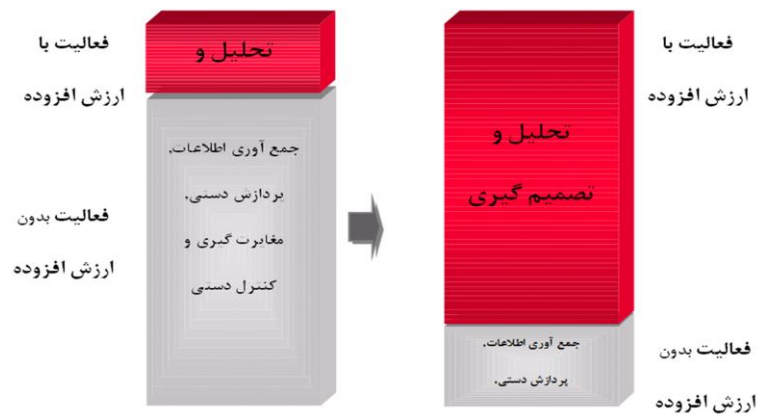 فعالیت با
ارزش افزوده
تحلیل و
جمع آوری اطلاعات،
پردازش دستی،
مغایرت گیری و
کنترل دستی
فعالیت بدون
ارزش افزوده
تحلیل و
تصمیم گیری
فعالیت با
ارزش افزوده
جمع آوری اطلاعات،
پردازش دستی،
فعالیت بدون
ارزش افزوده